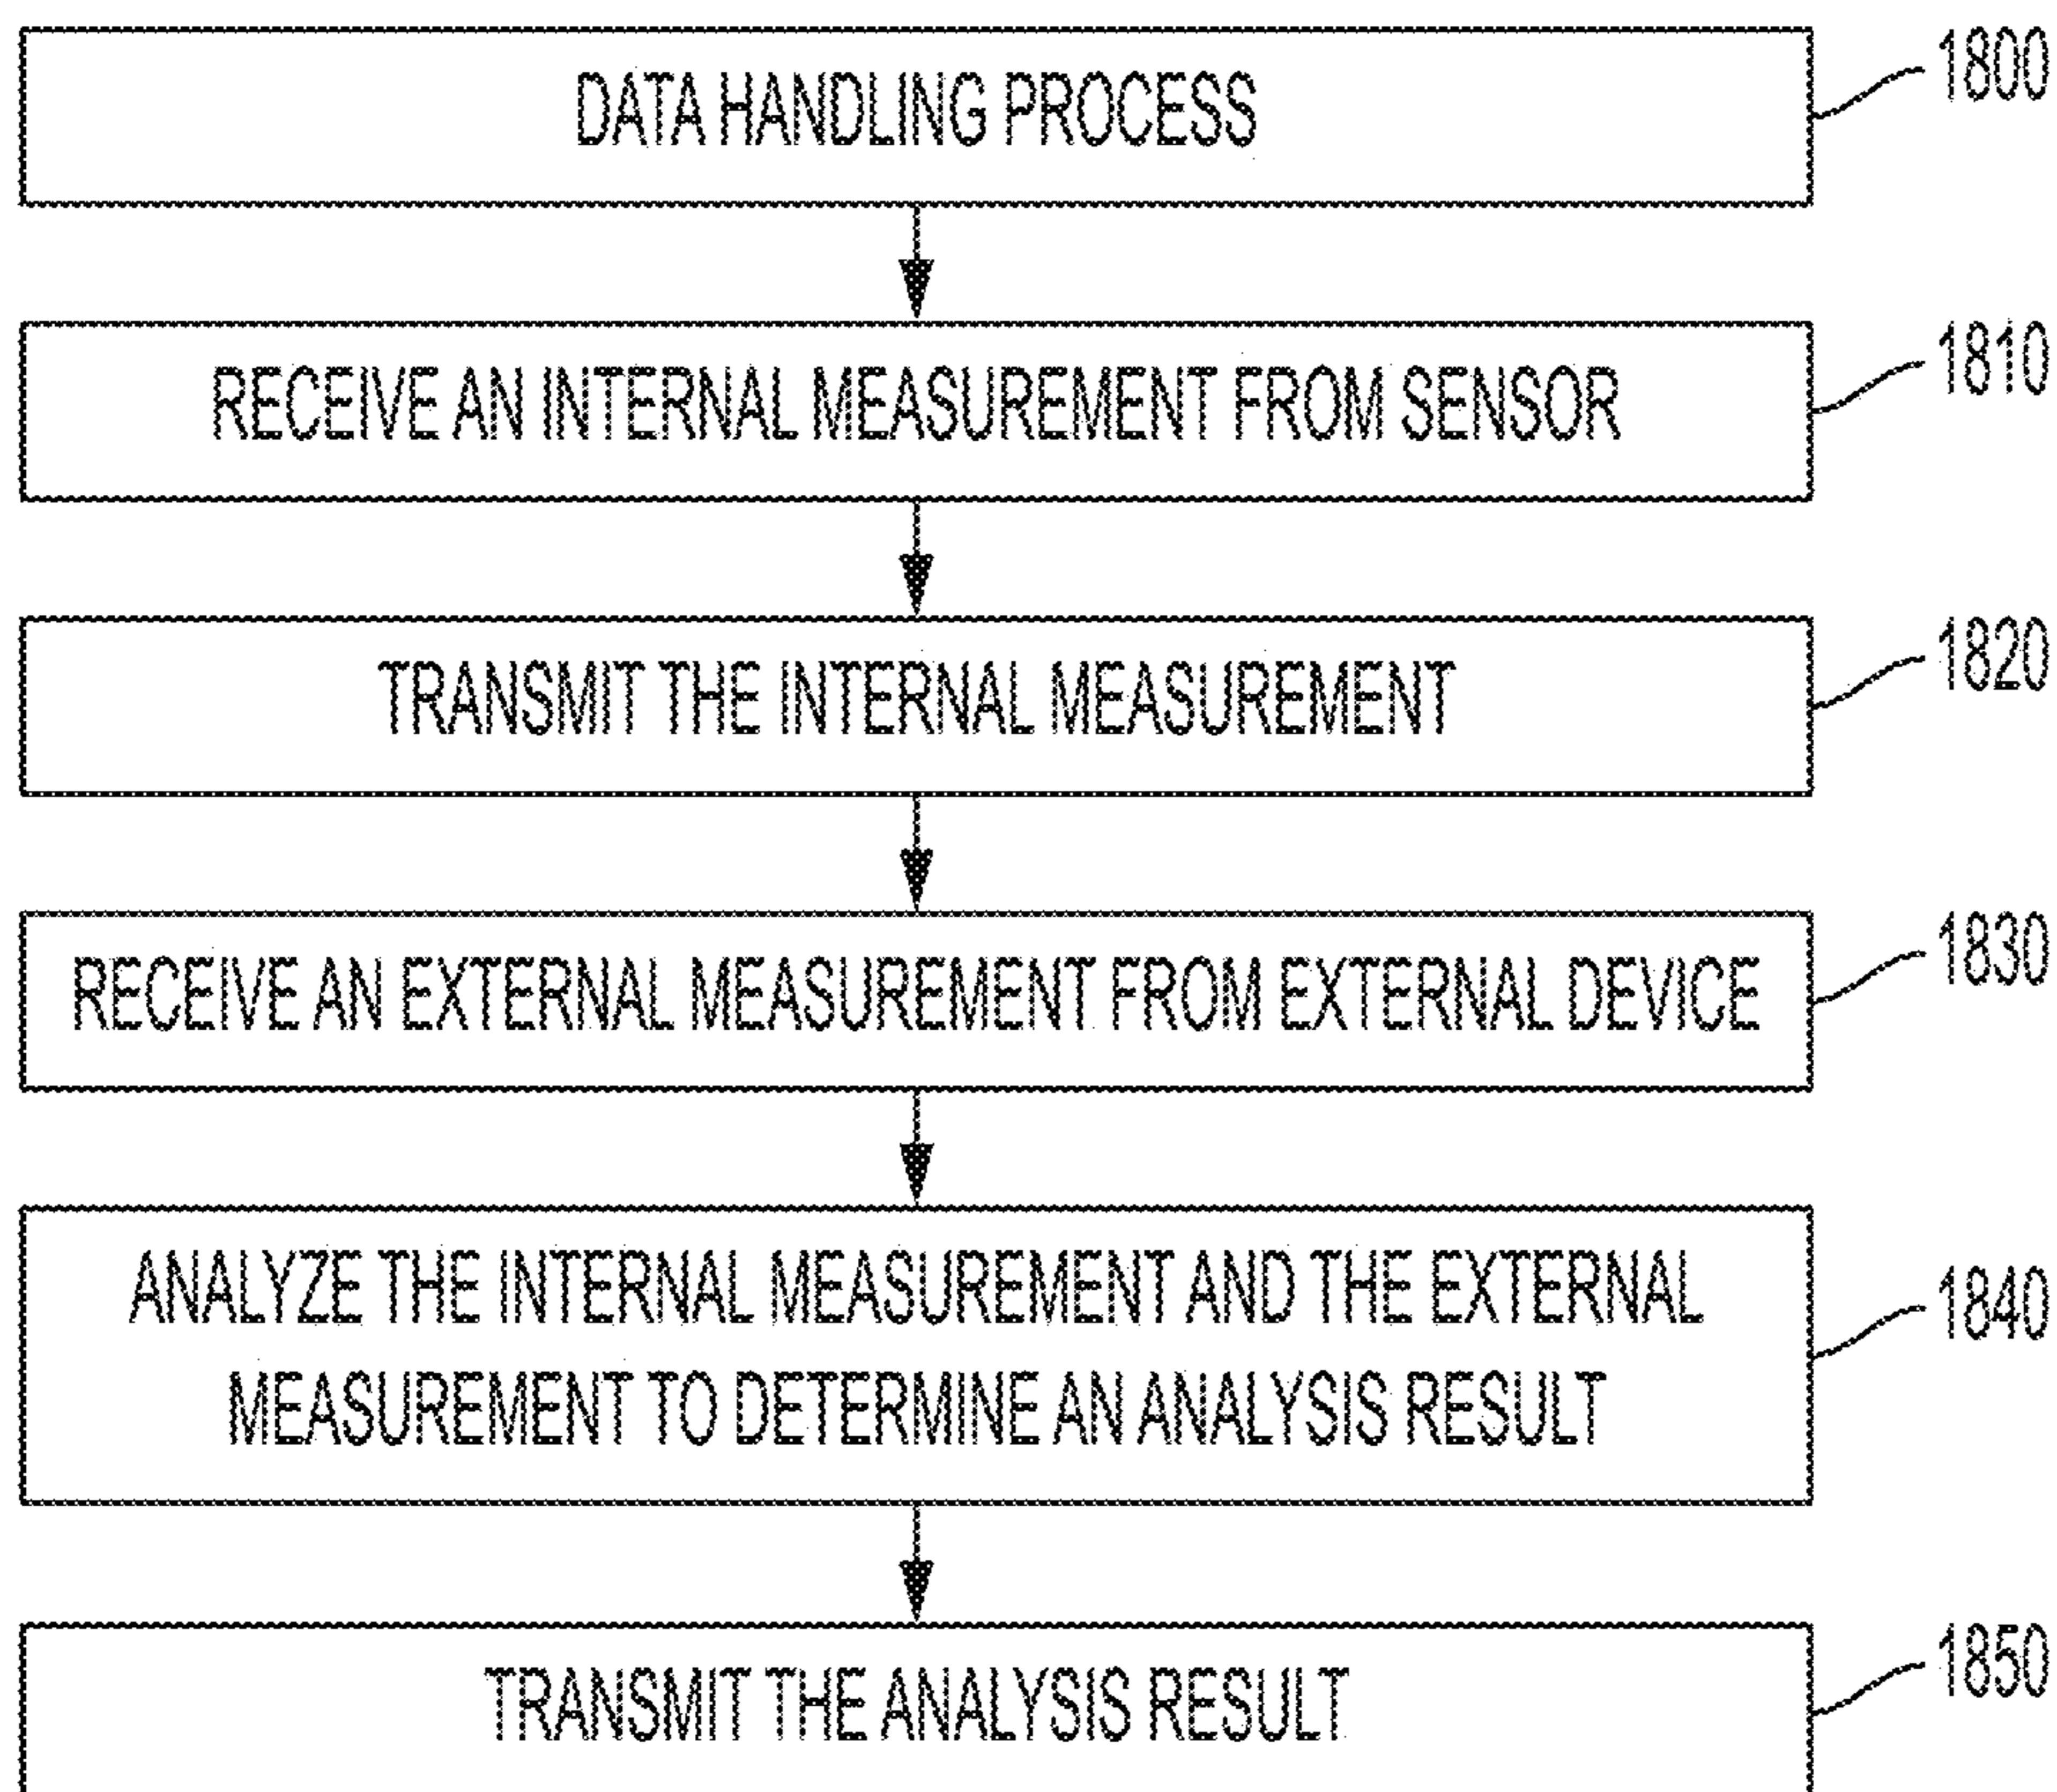 DATA HANDLING PROCESS
1800
RECEIVE AN INTERNAL MEASUREMENT FROM SENSOR
1810
TRANSMIT THE INTERNAL MEASUREMENT
1820
RECEIVE AN EXTERNAL MEASUREMENT FROM EXTERNAL DEVICE
1830
ANALYZE THE INTERNAL MEASUREMENT AND THE EXTERNAL
MEASUREMENT TO DETERMINE AN ANALYSIS RESULT
1840
TRANSMIT THE ANALYSIS RESULT
1850